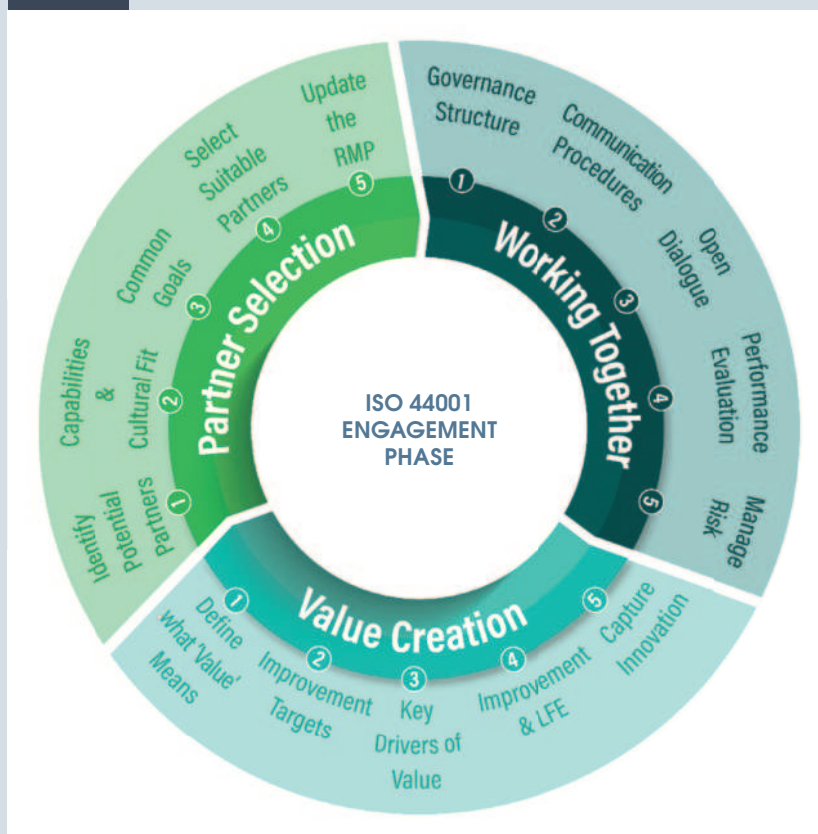 ISO 44001
ENGAGEMENT
PHASE
Partner Selection
1
Identify
Potential
Partners
2
Capabilities
&
Cultural Fit
3
Common
Goals
4
Select
Suitable
Partners
5
Update
the
RMP
Working Together
1
Governance
Structure
2
Communication
Procedures
3
Open
Dialogue
4
Performance
Evaluation
5
Manage
Risk
Value Creation
1
Define
what 'Value'
Means
2
Improvement
Targets
3
Key
Drivers of
Value
4
Improvement
& LFE
5
Capture
Innovation